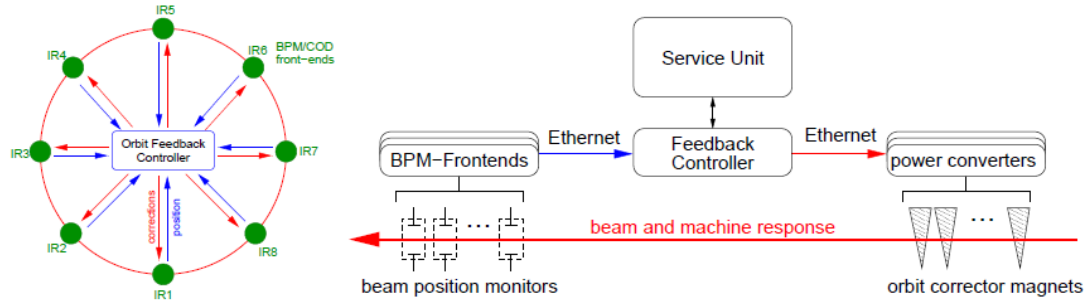 IR5
IR4
IR6
BPM/COD
front-ends
Orbit Feedback
Controller
IR3
IR7
corrections
position
IR2
IR8
IR1
Service Unit
Ethernet
Ethernet
BPM-Frontends
Feedback
Controller
power converters
...
...
beam and machine response
beam position monitors
orbit corrector magnets